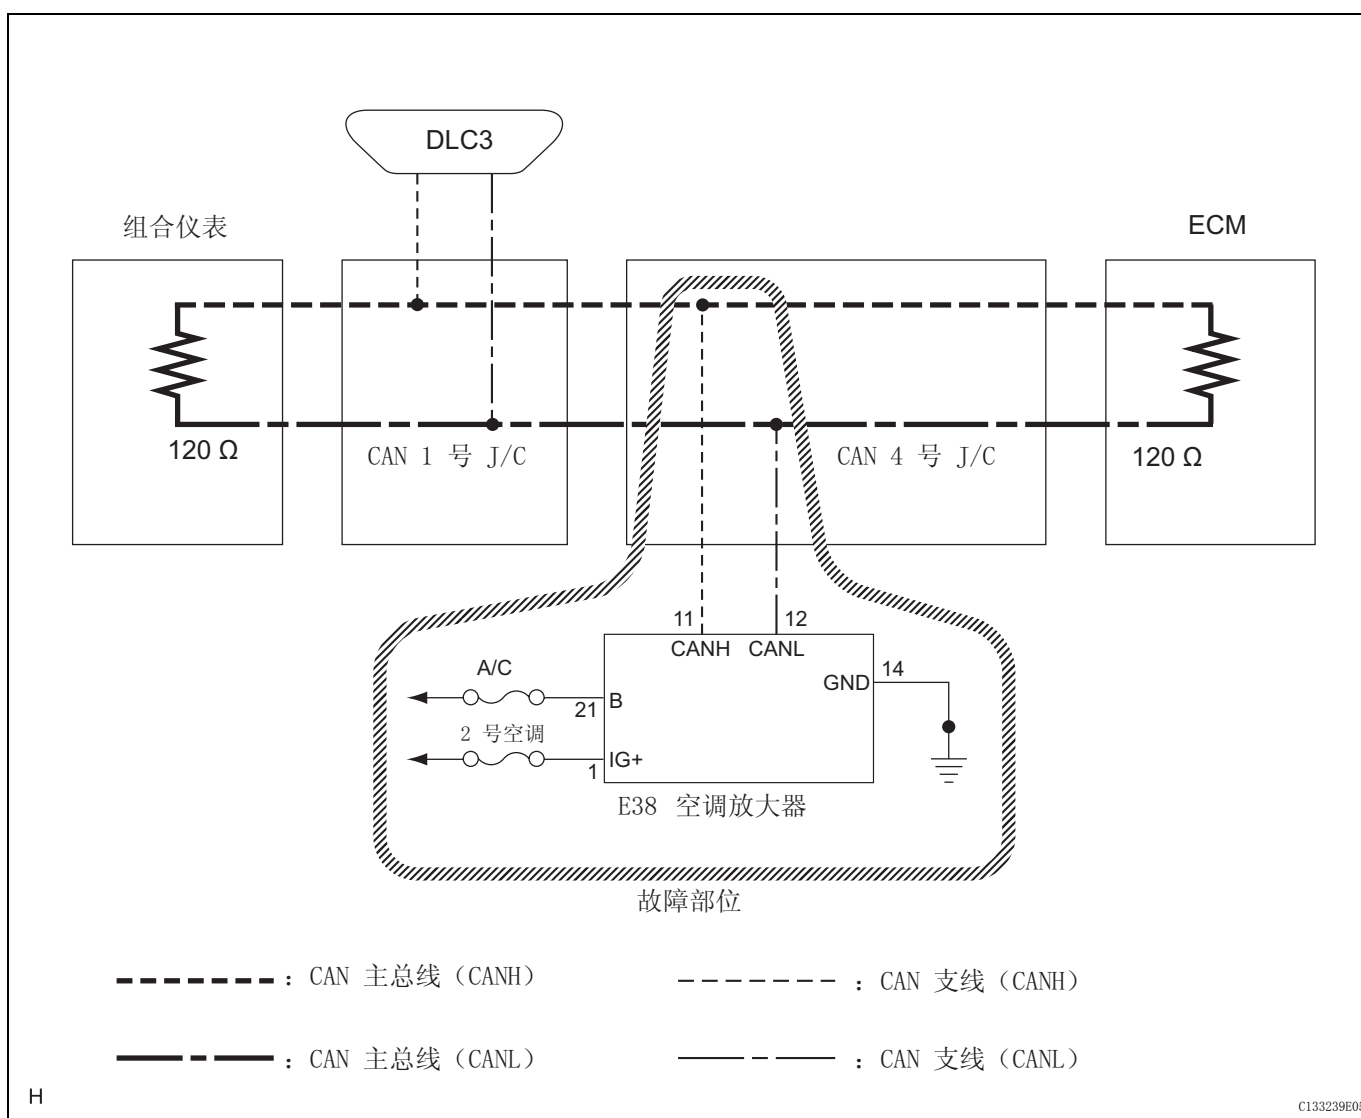 DLC3
组合仪表
ECM
120 Ω
CAN 1 号 J/C
CAN 4 号 J/C
120 Ω
11
12
CANH
CANL
A/C
GND
14
21
B
2 号空调
1
IG+
E38 空调放大器
故障部位
：CAN 主总线（CANH）
：CAN 支线（CANH）
：CAN 主总线（CANL）
：CAN 支线（CANL）
H